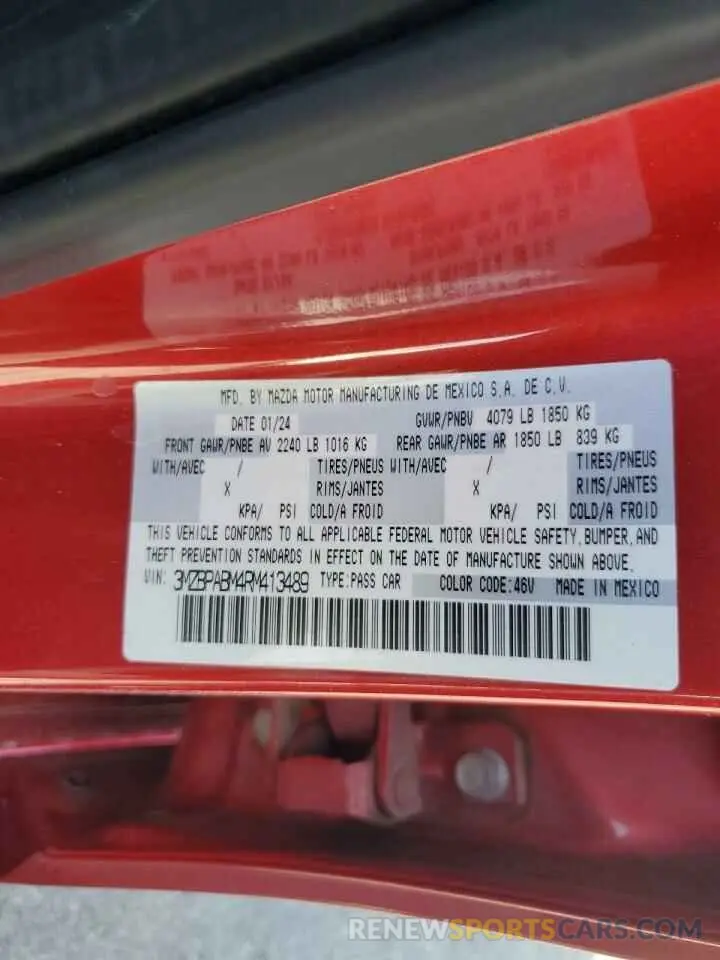 MFD. BY MAZDA MOTOR MANUFACTURING DE MEXICO S.A. DE C.V.
DATE 01/24 GVWR/PNBV 4079 LB 1850 KG
FRONT GAWR/PNBE AV 2240 LB 1016 KG REAR GAWR/PNBE AR 1850 LB 839 KG
WITH/AVEC / TIRES/PNEUS WITH/AVEC / TIRES/PNEUS
X RIMS/JANTES X RIMS/JANTES
KPA/ PSI COLD/A FROID KPA/ PSI COLD/A FROID
THIS VEHICLE CONFORMS TO ALL APPLICABLE FEDERAL MOTOR VEHICLE SAFETY, BUMPER, AND
THEFT PREVENTION STANDARDS IN EFFECT ON THE DATE OF MANUFACTURE SHOWN ABOVE.
VIN: 3MZBPABM4RM413489 TYPE:PASS CAR COLOR CODE:46V MADE IN MEXICO
RENEWSPORTSCAR.COM